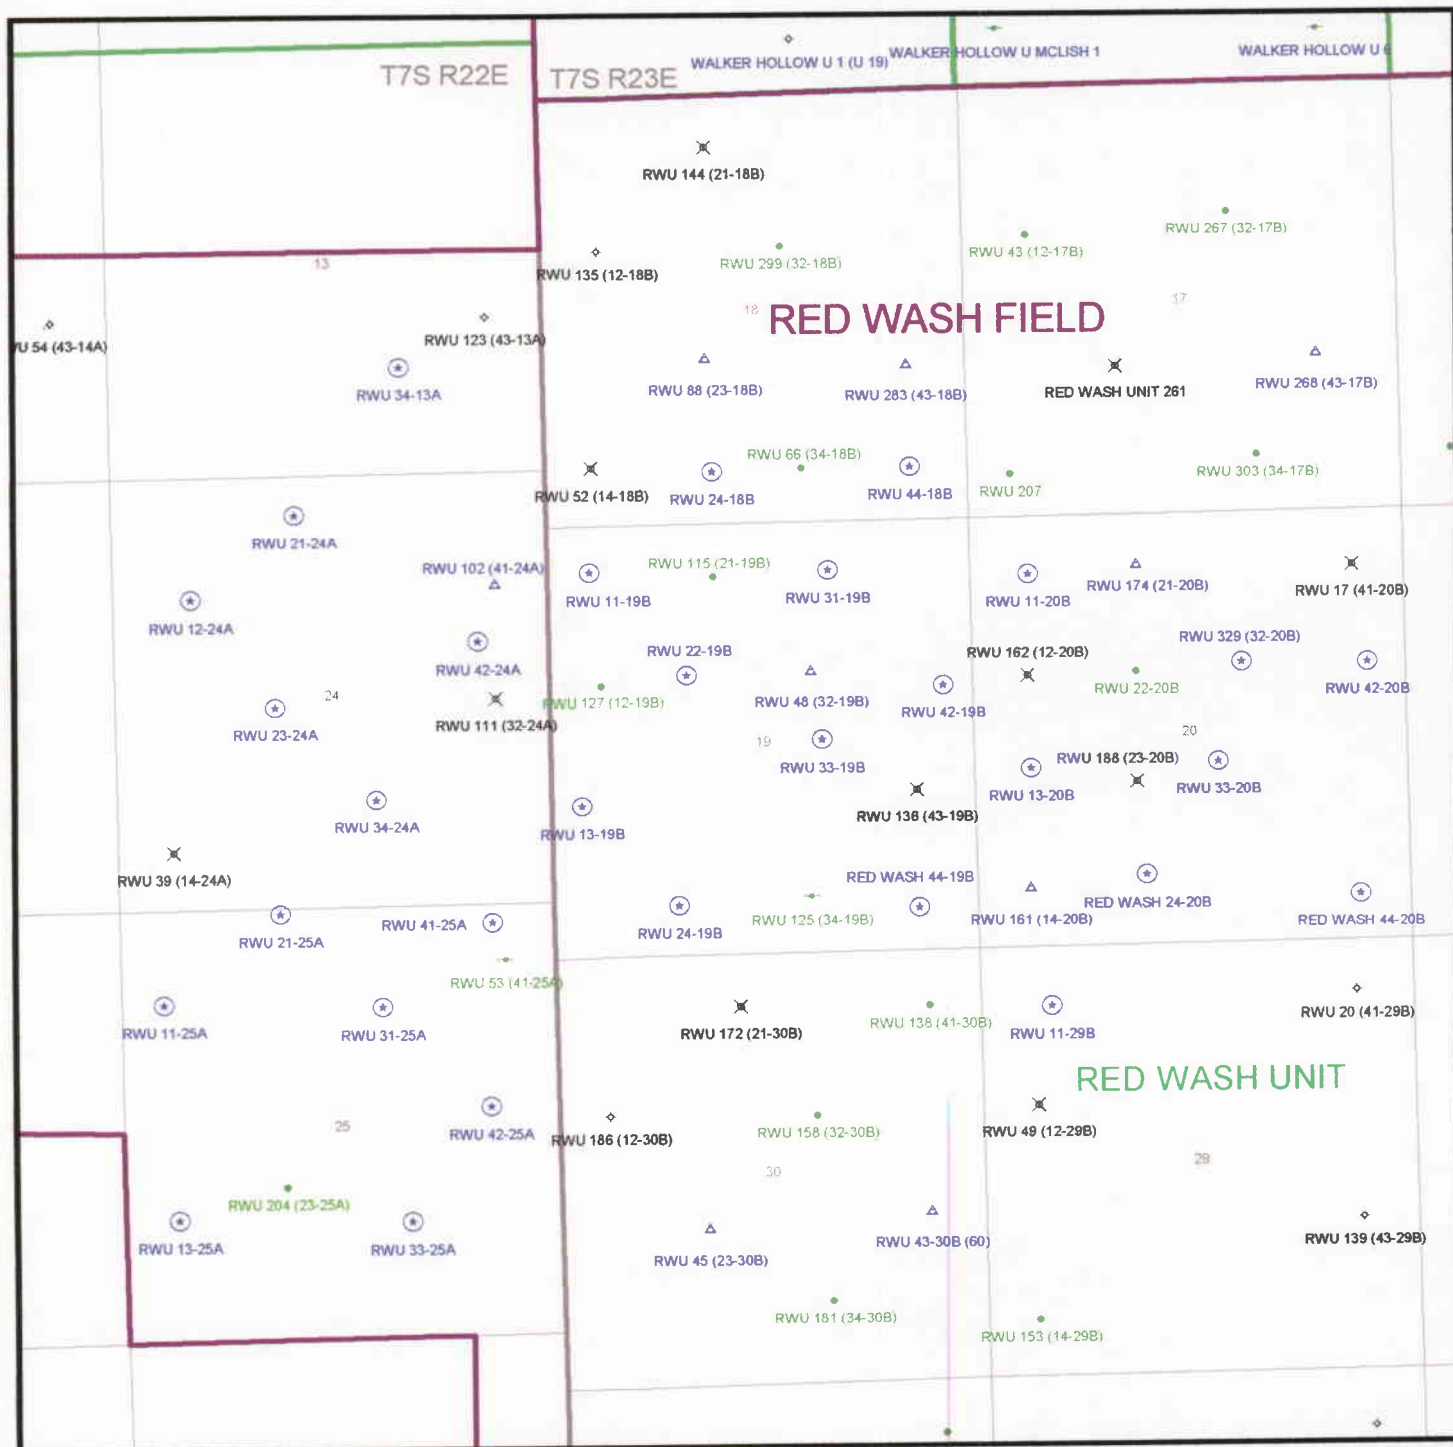 WALKER HOLLOW U 1 (U 19)
WALKER HOLLOW U MCLISH 1
WALKER HOLLOW U 6
T7S R22E
T7S R23E
RWU 144 (21-18B)
RWU 267 (32-17B)
RWU 43 (12-17B)
RWU 299 (32-18B)
13
RWU 135 (12-18B)
18
RED WASH FIELD
17
54 (43-14A)
RWU 123 (43-13A)
RWU 34-13A
RWU 88 (23-18B)
RWU 283 (43-18B)
RED WASH UNIT 261
RWU 268 (43-17B)
RWU 66 (34-18B)
RWU 303 (34-17B)
RWU 52 (14-18B)
RWU 24-18B
RWU 44-18B
RWU 207
RWU 21-24A
RWU 102 (41-24A)
RWU 115 (21-19B)
RWU 11-19B
RWU 31-19B
RWU 11-20B
RWU 174 (21-20B)
RWU 17 (41-20B)
RWU 12-24A
RWU 42-24A
RWU 22-19B
RWU 162 (12-20B)
RWU 329 (32-20B)
24
RWU 23-24A
RWU 111 (32-24A)
RWU 127 (12-19B)
RWU 48 (32-19B)
RWU 42-19B
RWU 22-20B
RWU 42-20B
19
20
RWU 33-19B
RWU 188 (23-20B)
RWU 13-20B
RWU 33-20B
RWU 34-24A
RWU 13-19B
RWU 136 (43-19B)
RWU 39 (14-24A)
RED WASH 44-19B
RWU 21-25A
RWU 41-25A
RWU 24-19B
RWU 125 (34-19B)
RWU 161 (14-20B)
RED WASH 24-20B
RED WASH 44-20B
RWU 53 (41-25A)
RWU 11-25A
RWU 31-25A
RWU 172 (21-30B)
RWU 138 (41-30B)
RWU 11-29B
RWU 20 (41-29B)
RED WASH UNIT
25
RWU 42-25A
RWU 186 (12-30B)
RWU 158 (32-30B)
RWU 49 (12-29B)
30
RWU 204 (23-25A)
RWU 13-25A
RWU 33-25A
RWU 45 (23-30B)
RWU 43-30B (60)
RWU 139 (43-29B)
RWU 181 (34-30B)
RWU 153 (14-29B)